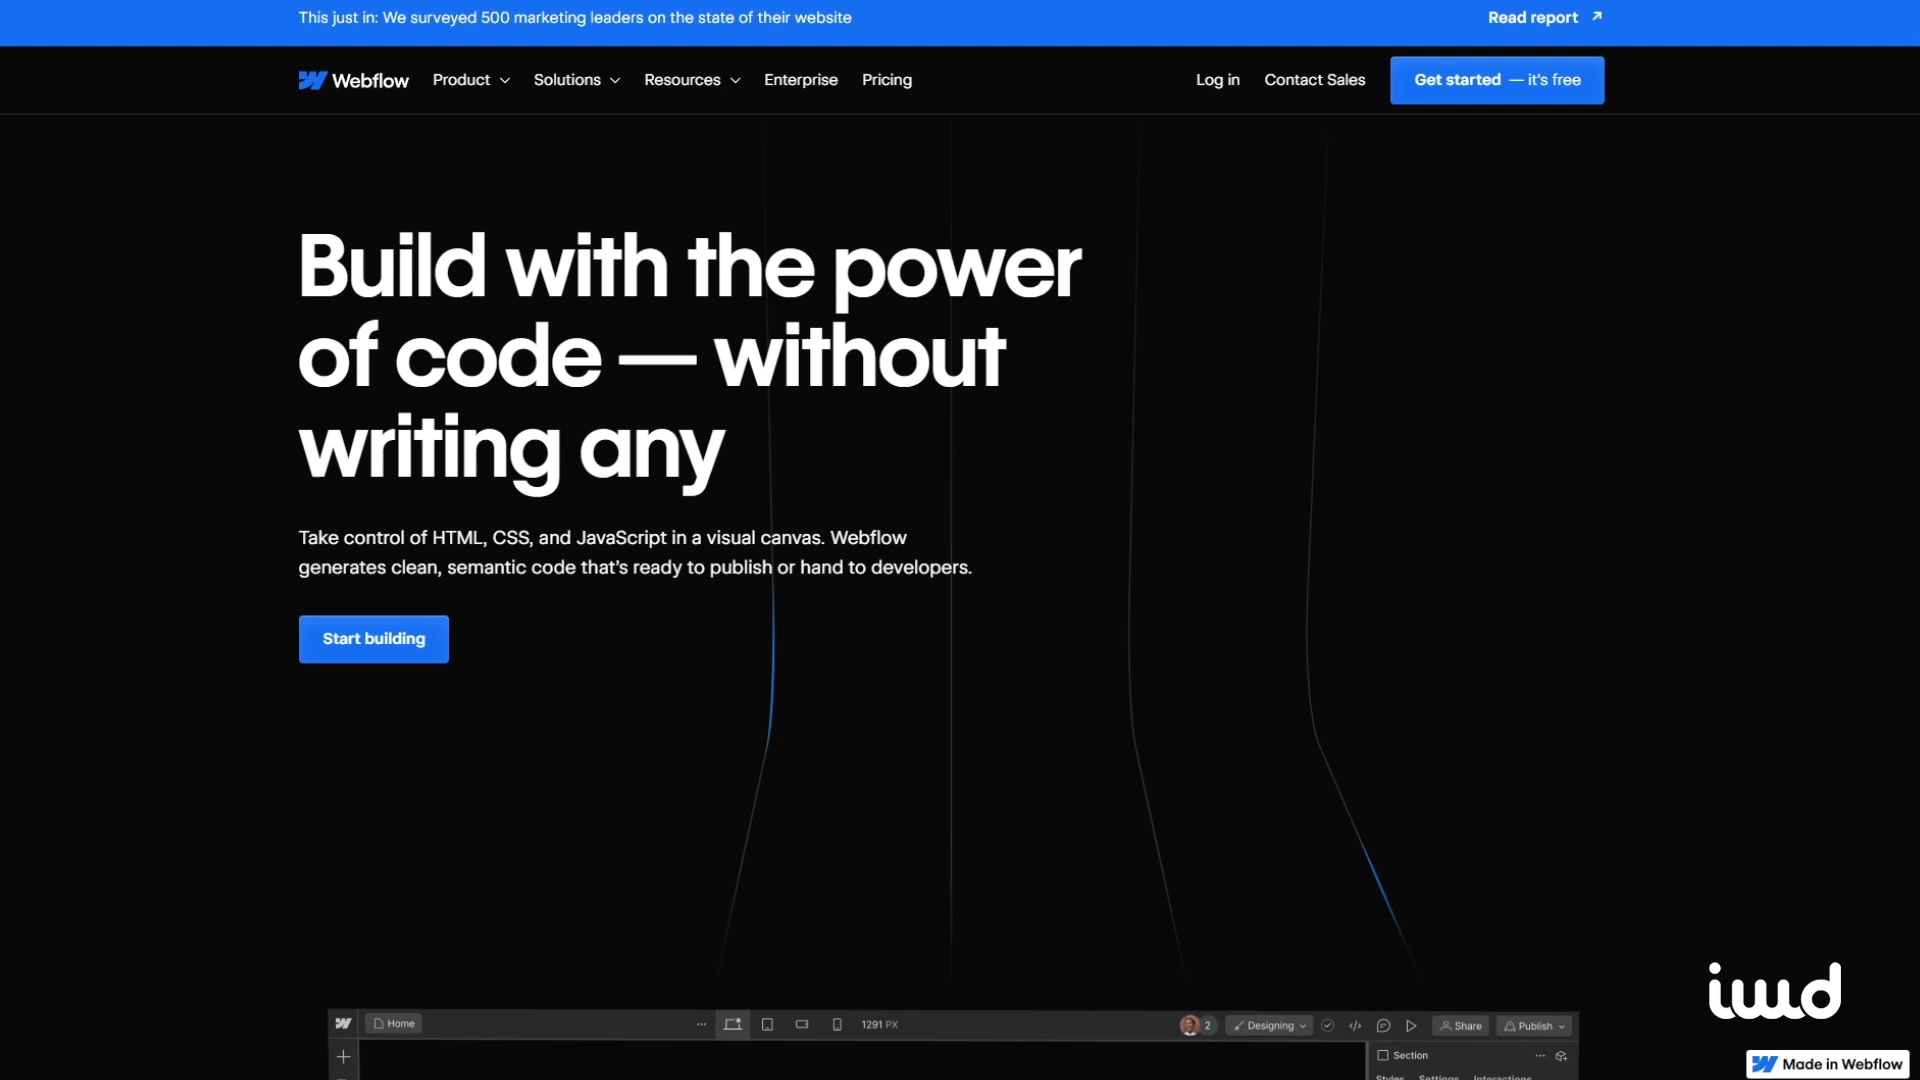 This just in: We surveyed 500 marketing leaders on the state of their website
Read report
Webflow
Product
Solutions
Resources
Enterprise
Pricing
Log in
Contact Sales
Get started — it's free
Build with the power
of code — without
writing any
Take control of HTML, CSS, and JavaScript in a visual canvas. Webflow
generates clean, semantic code that's ready to publish or hand to developers.
Start building
Home
1291 PX
2
Designing
Share
Publish
Section
Styles Settings Interactions
iwd
Made in Webflow